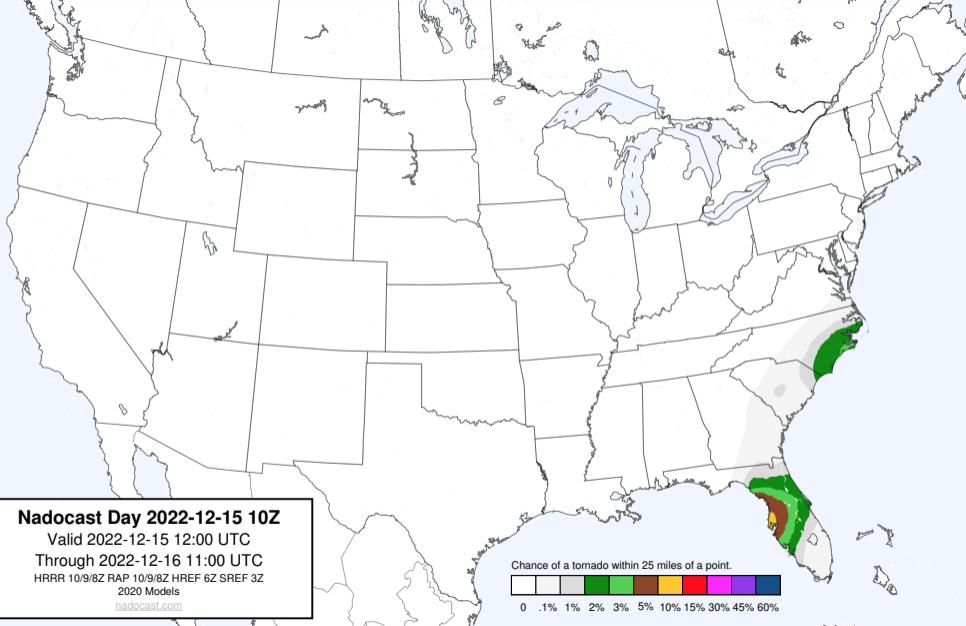 Nadocast Day 2022-12-15 10Z
Valid 2022-12-15 12:00 UTC
Through 2022-12-16 11:00 UTC
HRRR 10/9/8Z RAP 10/9/8Z HREF 6Z SREF 3Z
2020 Models
nadocast.com
Chance of a tornado within 25 miles of a point.
0 .1% 1% 2% 3% 5% 10% 15% 30% 45% 60%